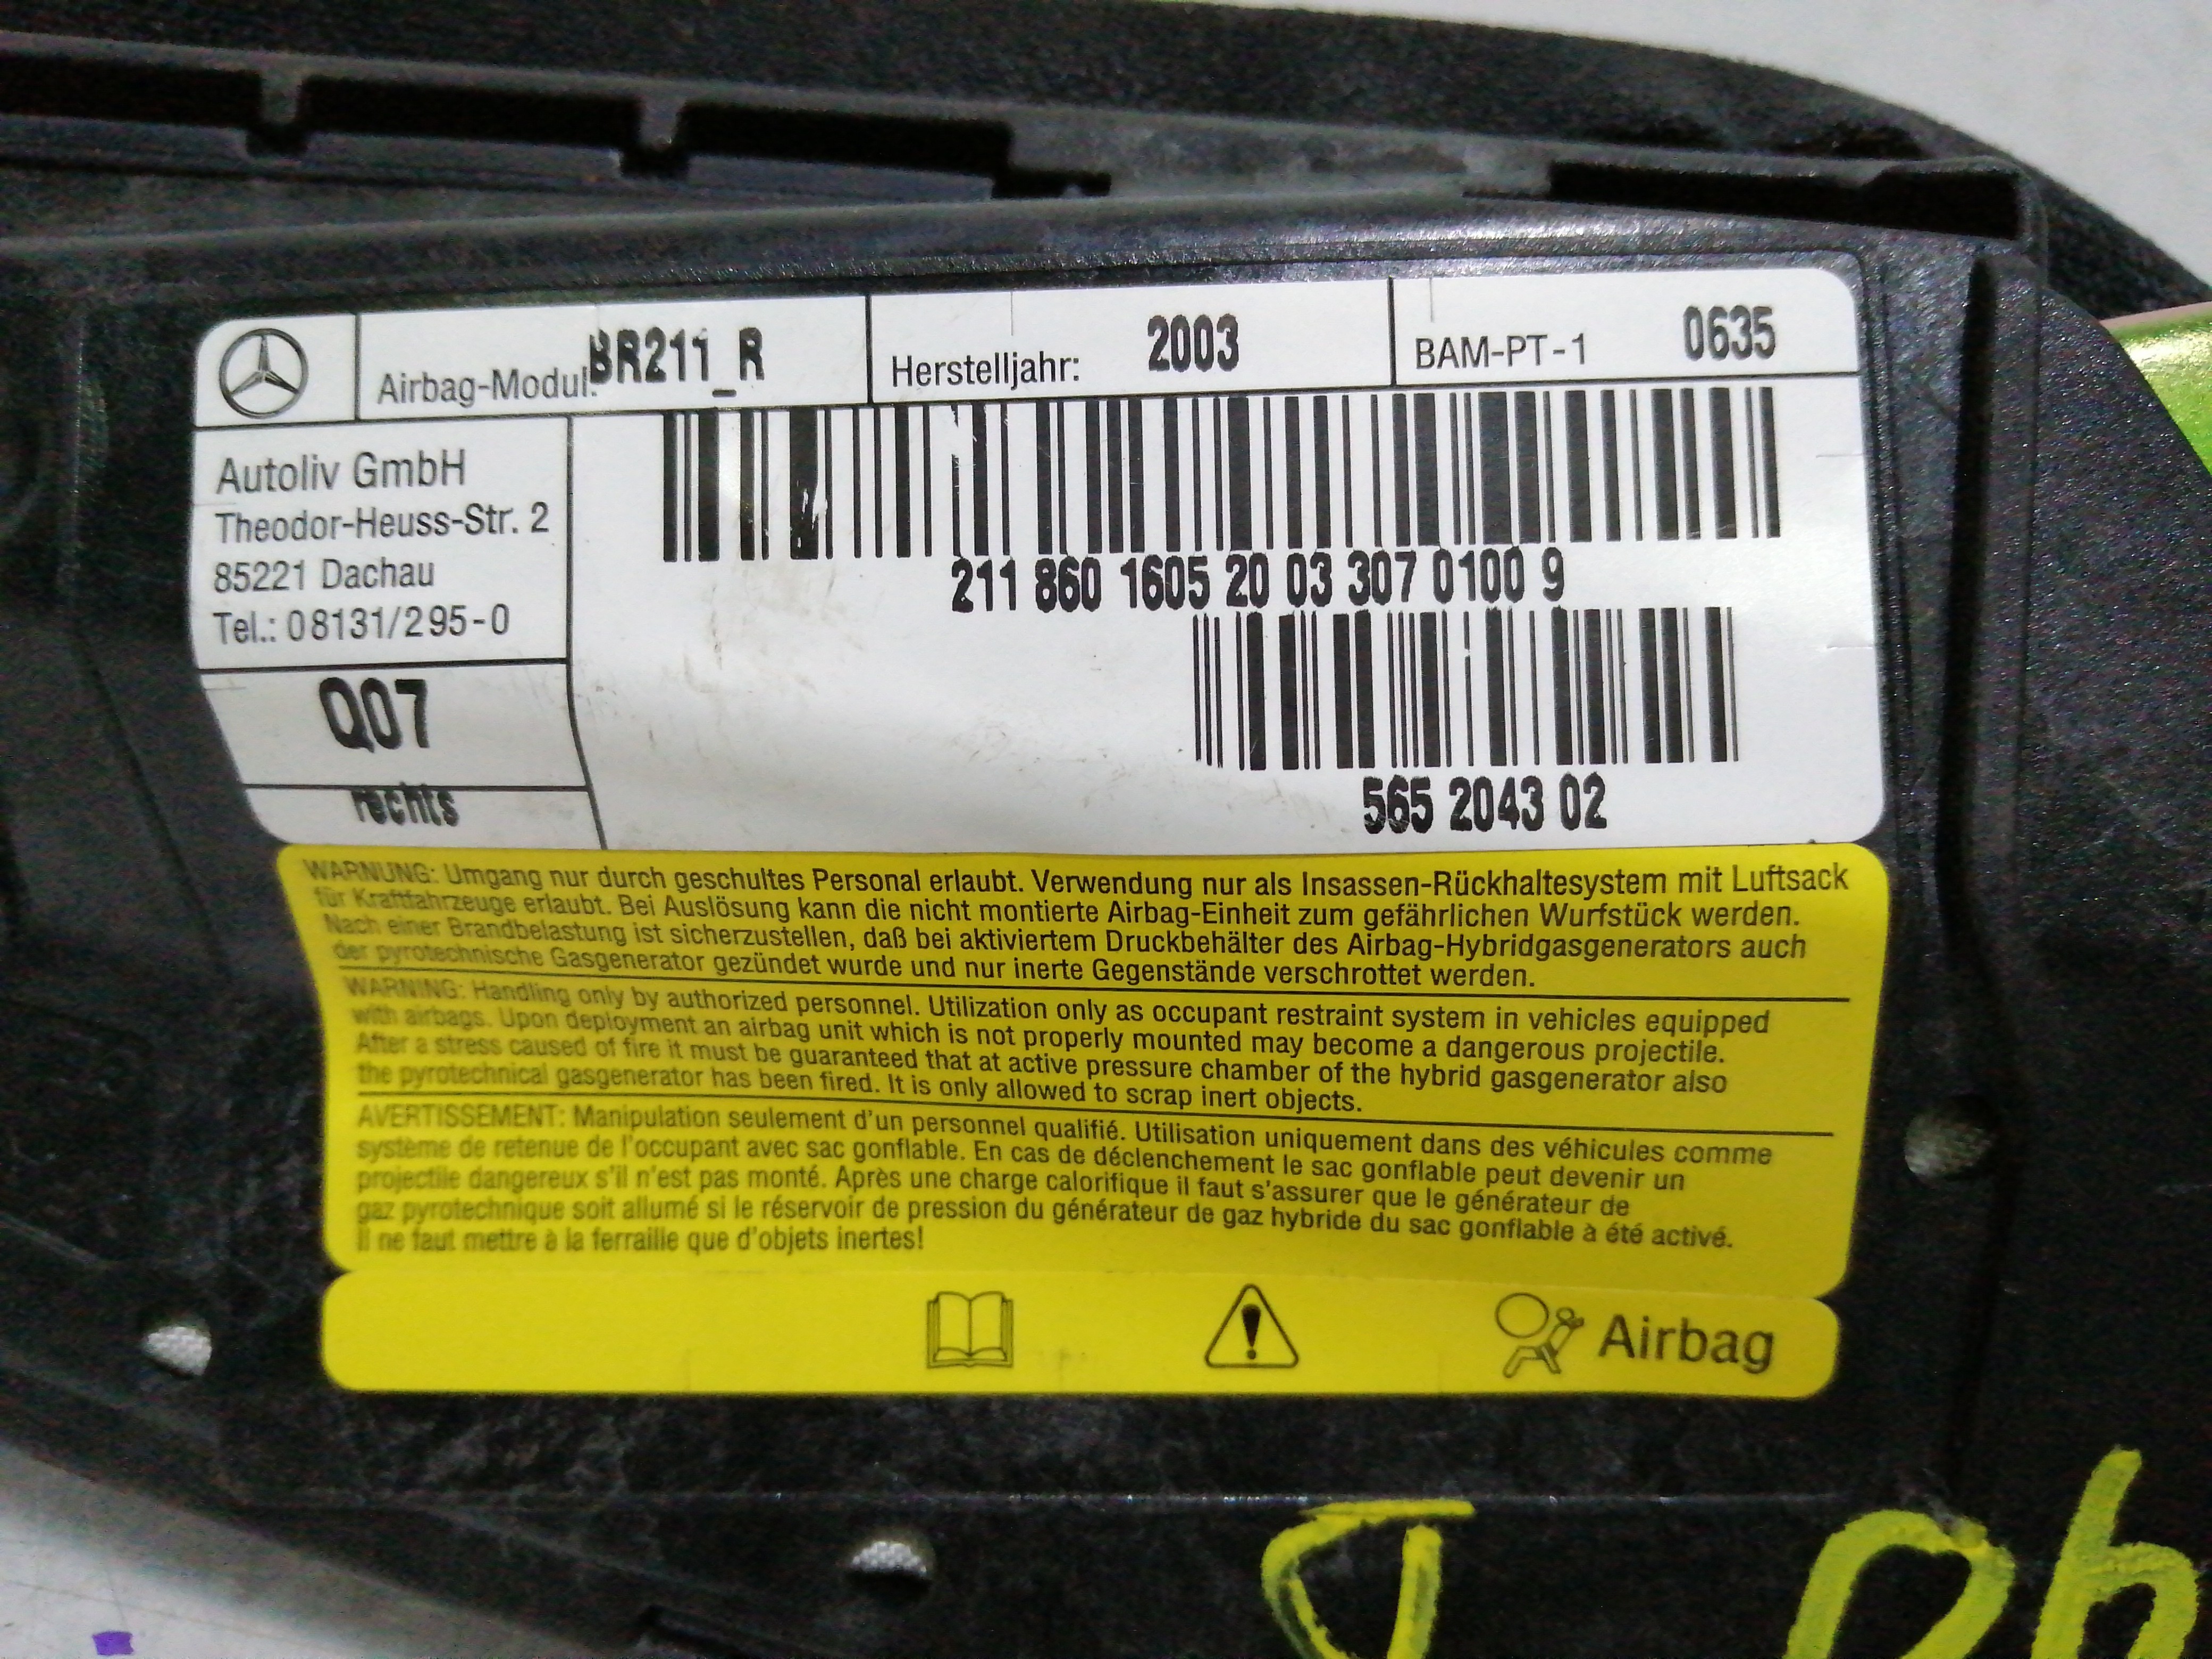 Airbag-Modul: BR211_R
Herstelljahr: 2003
BAM-PT-1 0635
Autoliv GmbH
Theodor-Heuss-Str. 2
85221 Dachau
Tel.: 08131/295-0
Q07
rechts
211 860 1605 20 03 307 0100 9
565 2043 02
WARNUNG: Umgang nur durch geschultes Personal erlaubt. Verwendung nur als Insassen-Rückhaltesystem mit Luftsack
für Kraftfahrzeuge erlaubt. Bei Auslösung kann die nicht montierte Airbag-Einheit zum gefährlichen Wurfstück werden.
Nach einer Brandbelastung ist sicherzustellen, daß bei aktiviertem Druckbehälter des Airbag-Hybridgasgenerators auch
der pyrotechnische Gasgenerator gezündet wurde und nur inerte Gegenstände verschrottet werden.
WARNING: Handling only by authorized personnel. Utilization only as occupant restraint system in vehicles equipped
with airbags. Upon deployment an airbag unit which is not properly mounted may become a dangerous projectile.
After a stress caused of fire it must be guaranteed that at active pressure chamber of the hybrid gasgenerator also
the pyrotechnical gasgenerator has been fired. It is only allowed to scrap inert objects.
AVERTISSEMENT: Manipulation seulement d'un personnel qualifié. Utilisation uniquement dans des véhicules comme
système de retenue de l'occupant avec sac gonflable. En cas de déclenchement le sac gonflable peut devenir un
projectile dangereux s'il n'est pas monté. Après une charge calorifique il faut s'assurer que le générateur de
gaz pyrotechnique soit allumé si le réservoir de pression du générateur de gaz hybride du sac gonflable à été activé.
Il ne faut mettre à la ferraille que d'objets inertes!
Airbag